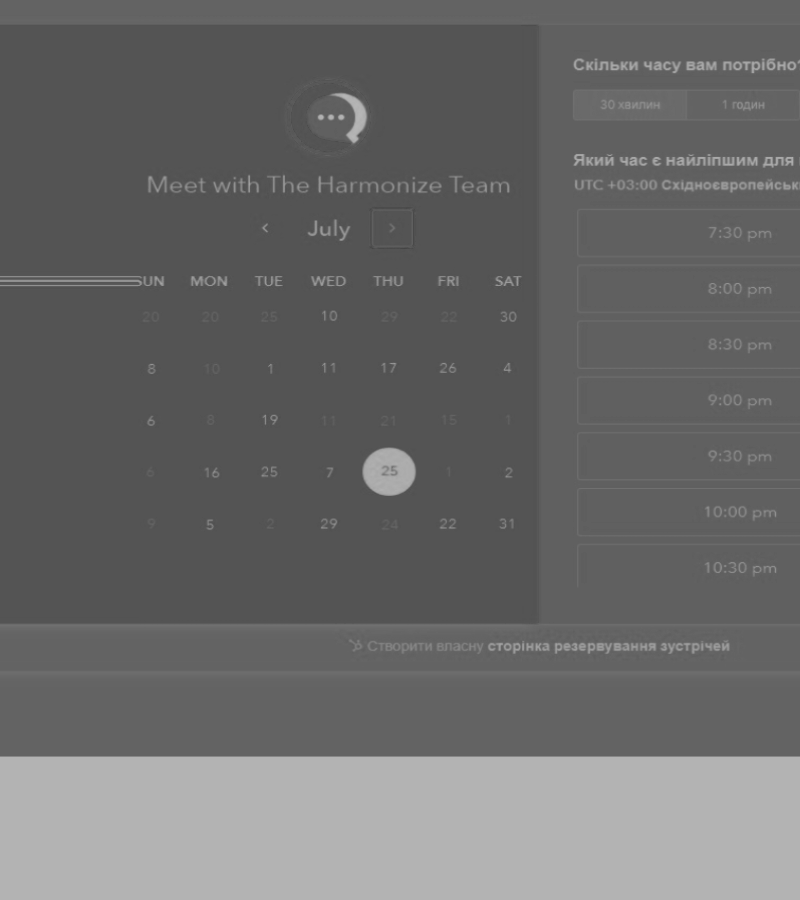 Meet with The Harmonize Team
July
SUN MON TUE WED THU FRI SAT
20 20 25 10 29 22 30
8 10 1 11 17 26 4
6 8 19 11 21 15 1
6 16 25 7 25 1 2
9 5 2 29 24 22 31
Скільки часу вам потрібно?
30 хвилин 1 годин
Який час є найліпшим для
UTC +03:00 Східноєвропейськ
7:30 pm
8:00 pm
8:30 pm
9:00 pm
9:30 pm
10:00 pm
10:30 pm
Створити власну сторінка резервування зустрічей